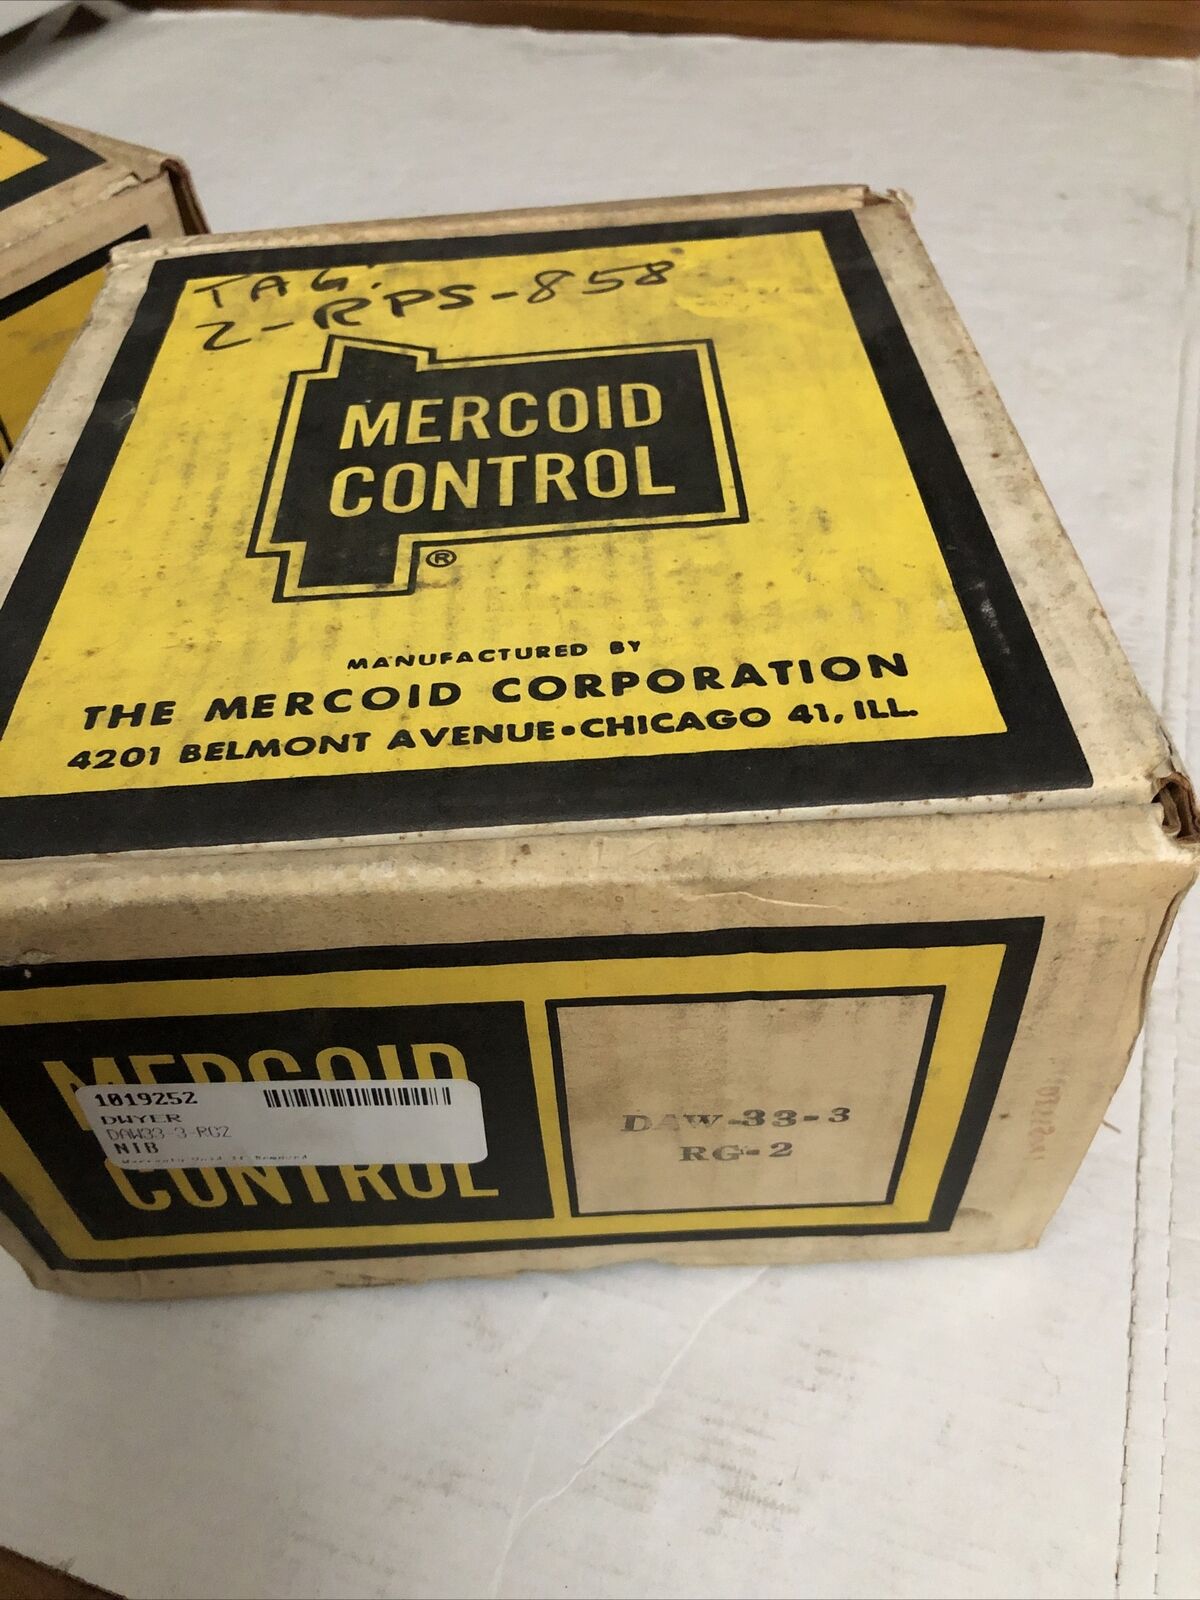 TAG:
2-RPS-858
MERCOID
CONTROL
®
MANUFACTURED BY
THE MERCOID CORPORATION
4201 BELMONT AVENUE•CHICAGO 41, ILL.
MERCOID
CONTROL
1019252
DWYER
DAW33-3-RG2
NIB
DAW-33-3
RG-2